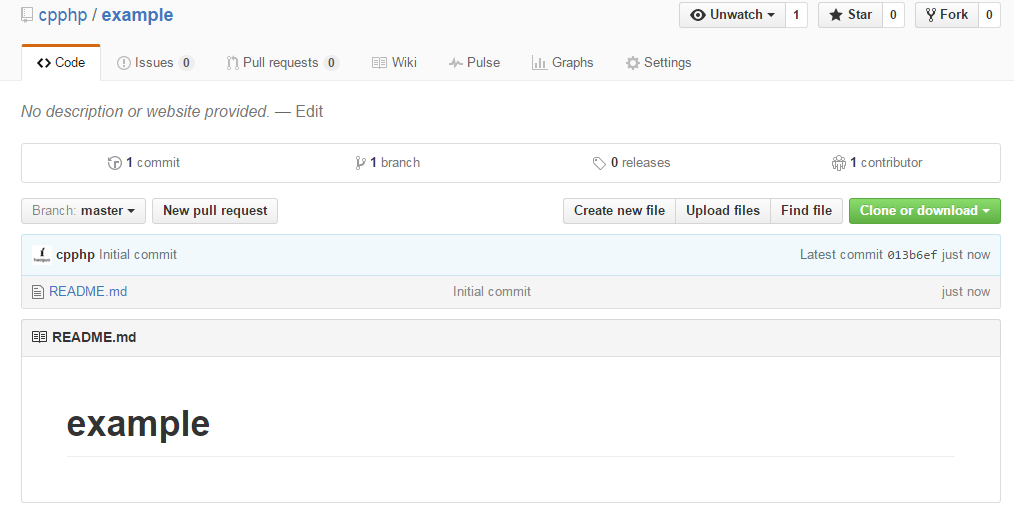 cpphp / example Unwatch 1 Star 0 Fork 0
Code Issues 0 Pull requests 0 Wiki Pulse Graphs Settings
No description or website provided. — Edit
1 commit 1 branch 0 releases 1 contributor
Branch: master New pull request Create new file Upload files Find file Clone or download
cpphp Initial commit Latest commit 013b6ef just now
README.md Initial commit just now
README.md
example